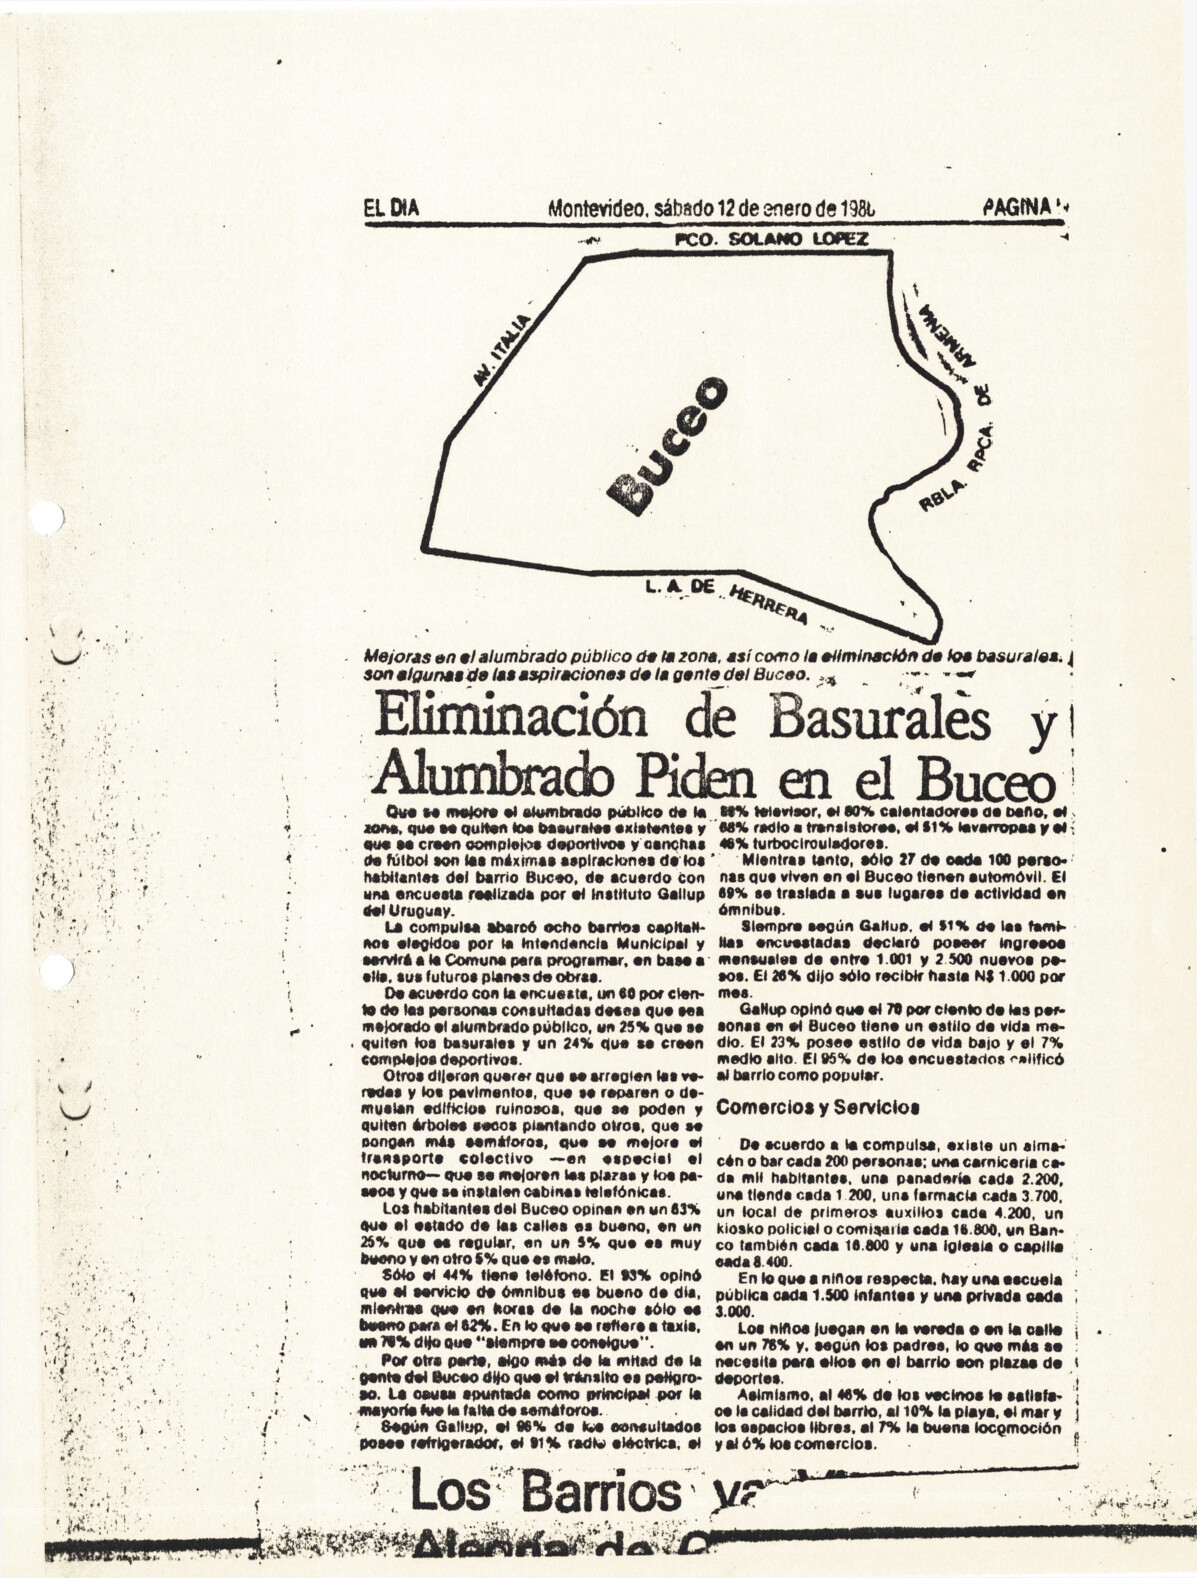 EL DIA
Montevideo, sábado 12 de enero de 198
PAGINA
FCO. SOLANO LOPEZ
AV. ITALIA
ARMENIA
RBLA. RPCA. DE
Buceo
L. A. DE HERRERA
Mejoras en el alumbrado público de la zona, así como la eliminación de los basurales,
son algunas de las aspiraciones de la gente del Buceo.
Eliminación de Basurales y
Alumbrado Piden en el Buceo
Que se mejore el alumbrado público de la
zona, que se quiten los basurales existentes y
que se creen complejos deportivos y canchas
de fútbol son las máximas aspiraciones de los
habitantes del barrio Buceo, de acuerdo con
una encuesta realizada por el Instituto Gallup
del Uruguay.
La compulsa abarcó ocho barrios capitali-
nos elegidos por la Intendencia Municipal y
servirá a la Comuna para programar, en base a
ella, sus futuros planes de obras.
De acuerdo con la encuesta, un 60 por cien-
to de las personas consultadas desea que sea
mejorado el alumbrado público, un 25% que se
quiten los basurales y un 24% que se creen
complejos deportivos.
Otros dijeron querer que se arreglen las ve-
redas y los pavimentos, que se reparen o de-
muelan edificios ruinosos, que se poden y
quiten árboles secos plantando otros, que se
pongan más semáforos, que se mejore el
transporte colectivo —en especial el
nocturno— que se mejoren las plazas y los pa-
seos y que se instalen cabinas telefónicas.
Los habitantes del Buceo opinan en un 63%
que el estado de las calles es bueno, en un
25% que es regular, en un 5% que es muy
bueno y en otro 5% que es malo.
Sólo el 44% tiene teléfono. El 93% opinó
que el servicio de ómnibus es bueno de día,
mientras que en horas de la noche sólo es
bueno para el 62%. En lo que se refiere a taxis,
un 76% dijo que "siempre se consigue".
Por otra parte, algo más de la mitad de la
gente del Buceo dijo que el tránsito es peligro-
so. La causa apuntada como principal por la
mayoría fue la falta de semáforos.
Según Gallup, el 96% de los consultados
posee refrigerador, el 91% radio eléctrica, el
88% televisor, el 80% calentadores de baño, el
68% radio a transistores, el 51% lavarropas y el
46% turbocirculadores.
Mientras tanto, sólo 27 de cada 100 perso-
nas que viven en el Buceo tienen automóvil. El
69% se traslada a sus lugares de actividad en
ómnibus.
Siempre según Gallup, el 51% de las fami-
lias encuestadas declaró poseer ingresos
mensuales de entre 1.001 y 2.500 nuevos pe-
sos. El 26% dijo sólo recibir hasta N$ 1.000 por
mes.
Gallup opinó que el 70 por ciento de las per-
sonas en el Buceo tiene un estilo de vida me-
dio. El 23% posee estilo de vida bajo y el 7%
medio alto. El 95% de los encuestados calificó
al barrio como popular.
Comercios y Servicios
De acuerdo a la compulsa, existe un alma-
cén o bar cada 200 personas; una carnicería ca-
da mil habitantes, una panadería cada 2.200,
una tienda cada 1.200, una farmacia cada 3.700,
un local de primeros auxilios cada 4.200, un
kiosko policial o comisaría cada 16.800, un Ban-
co también cada 16.800 y una iglesia o capilla
cada 8.400.
En lo que a niños respecta, hay una escuela
pública cada 1.500 infantes y una privada cada
3.000.
Los niños juegan en la vereda o en la calle
en un 76% y, según los padres, lo que más se
necesita para ellos en el barrio son plazas de
deportes.
Asimismo, al 46% de los vecinos le satisfa-
ce la calidad del barrio, al 10% la playa, el mar y
los espacios libres, al 7% la buena locomoción
y al 6% los comercios.
Los Barrios
Alegría de